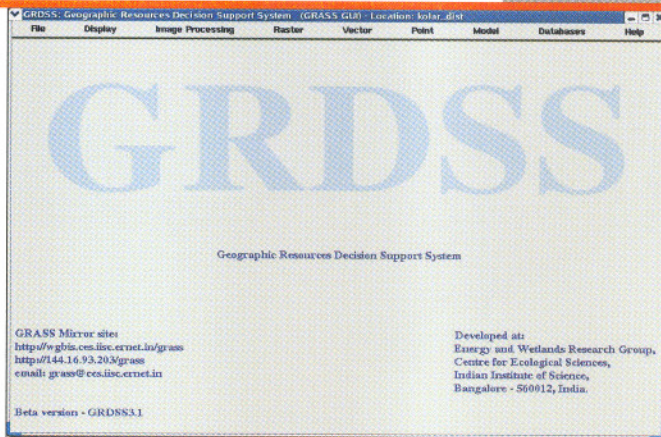 GRDSS: Geographic Resources Decision Support System (GRASS GUI) - Location: kolar_dist
File Display Image Processing Raster Vector Point Model Databases Help
GRDSS
Geographic Resources Decision Support System
GRASS Mirror site:
http://wgbis.ces.iisc.ernet.in/grass
http://144.16.93.203/grass
email: grass@ces.iisc.ernet.in
Beta version - GRDSS3.1
Developed at:
Energy and Wetlands Research Group,
Centre for Ecological Sciences,
Indian Institute of Science,
Bangalore - 560012, India.